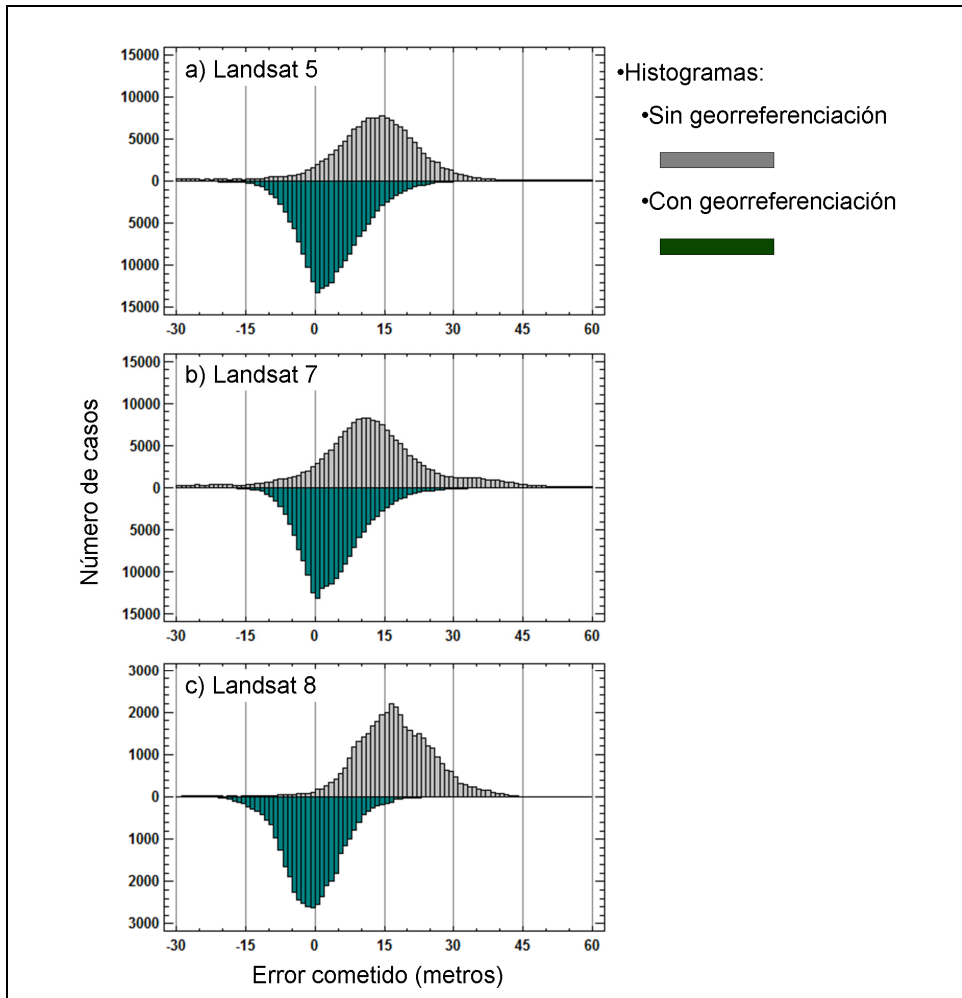 a) Landsat 5
15000
10000
5000
0
5000
10000
15000
-30 -15 0 15 30 45 60
b) Landsat 7
15000
10000
5000
0
5000
10000
15000
-30 -15 0 15 30 45 60
c) Landsat 8
3000
2000
1000
0
1000
2000
3000
-30 -15 0 15 30 45 60
Número de casos
Error cometido (metros)
•Histogramas:
•Sin georreferenciación
•Con georreferenciación